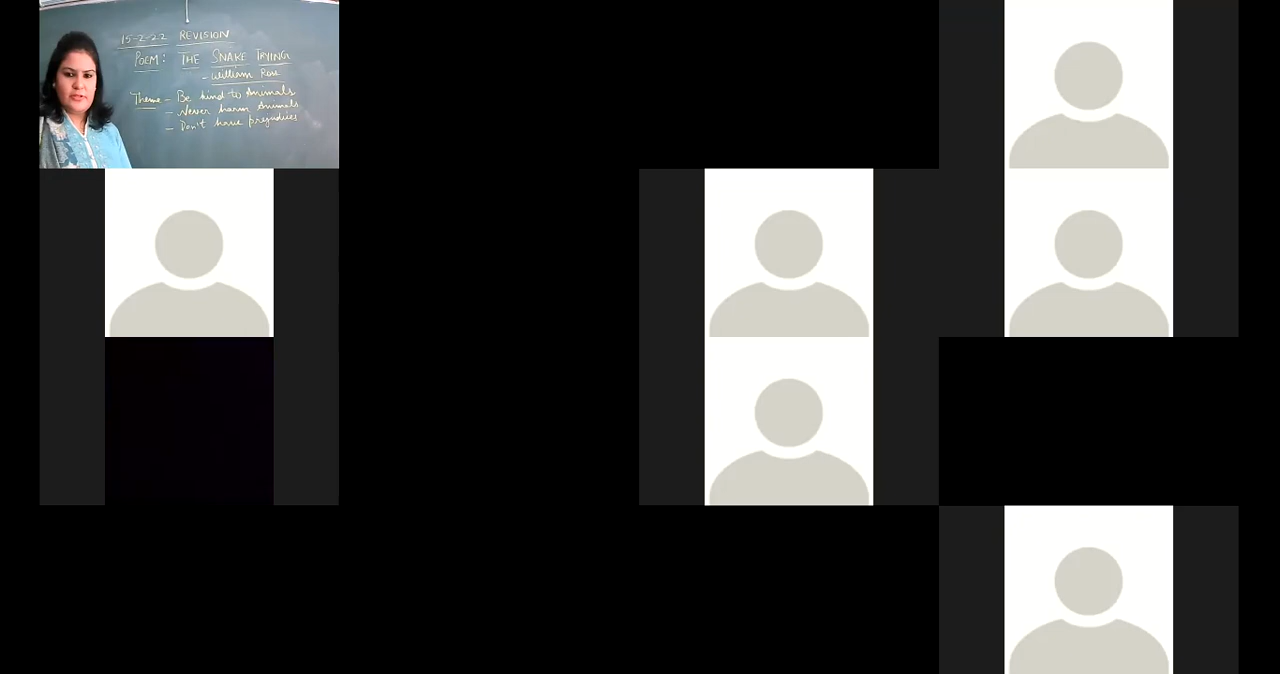 15-2-22 REVISION
POEM: THE SNAKE TRYING
- William Rose
Theme - Be kind to Animals
- Never harm Animals
- Don't have prejudices